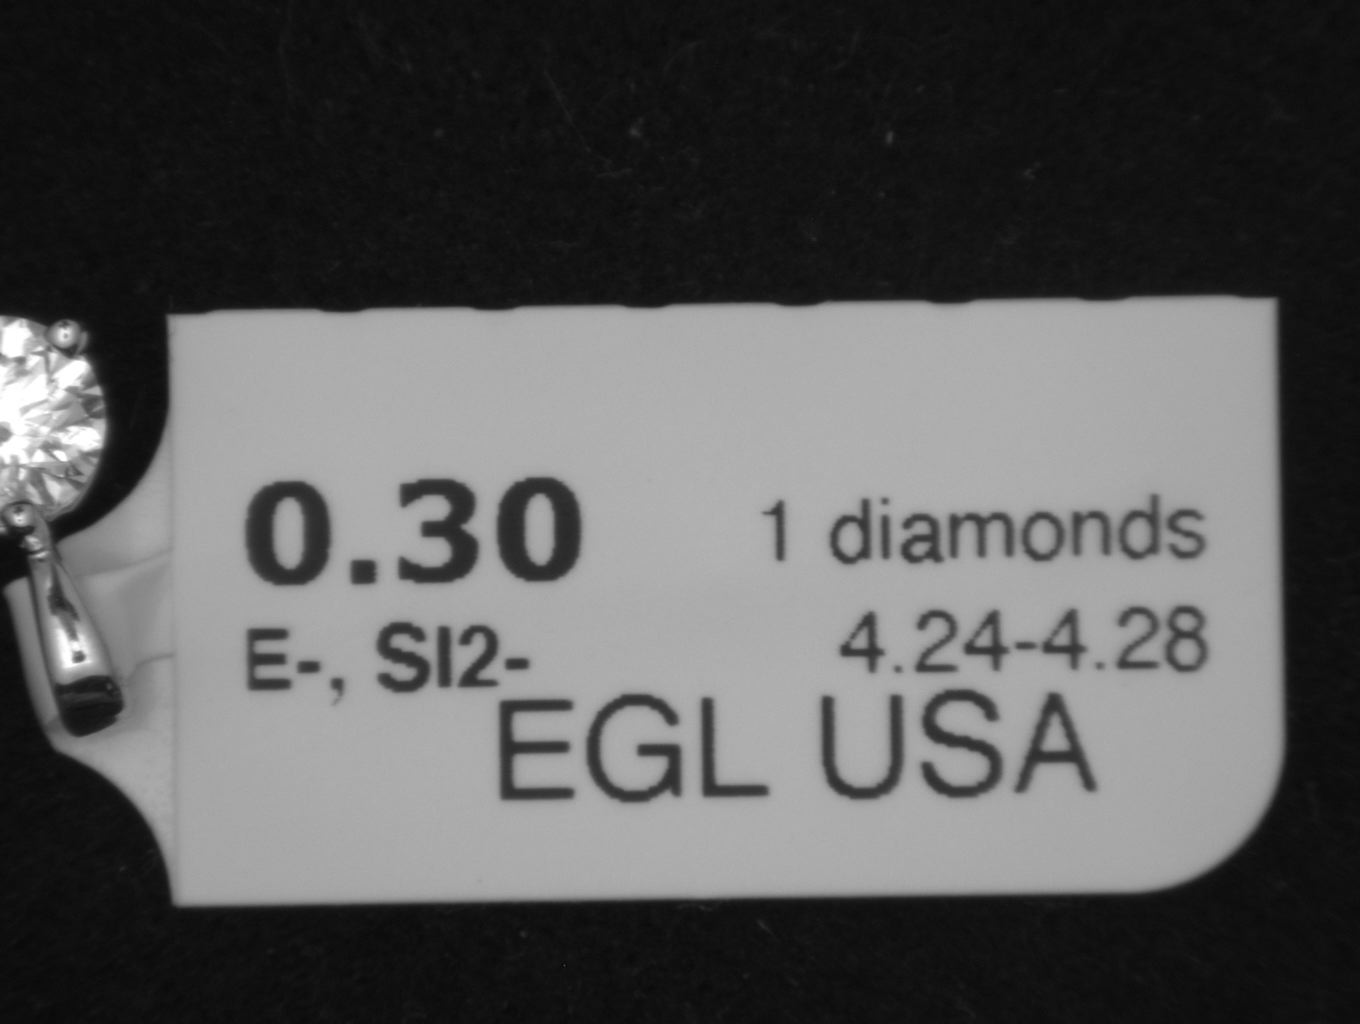 0.30 1 diamonds
E-, SI2- 4.24-4.28
EGL USA